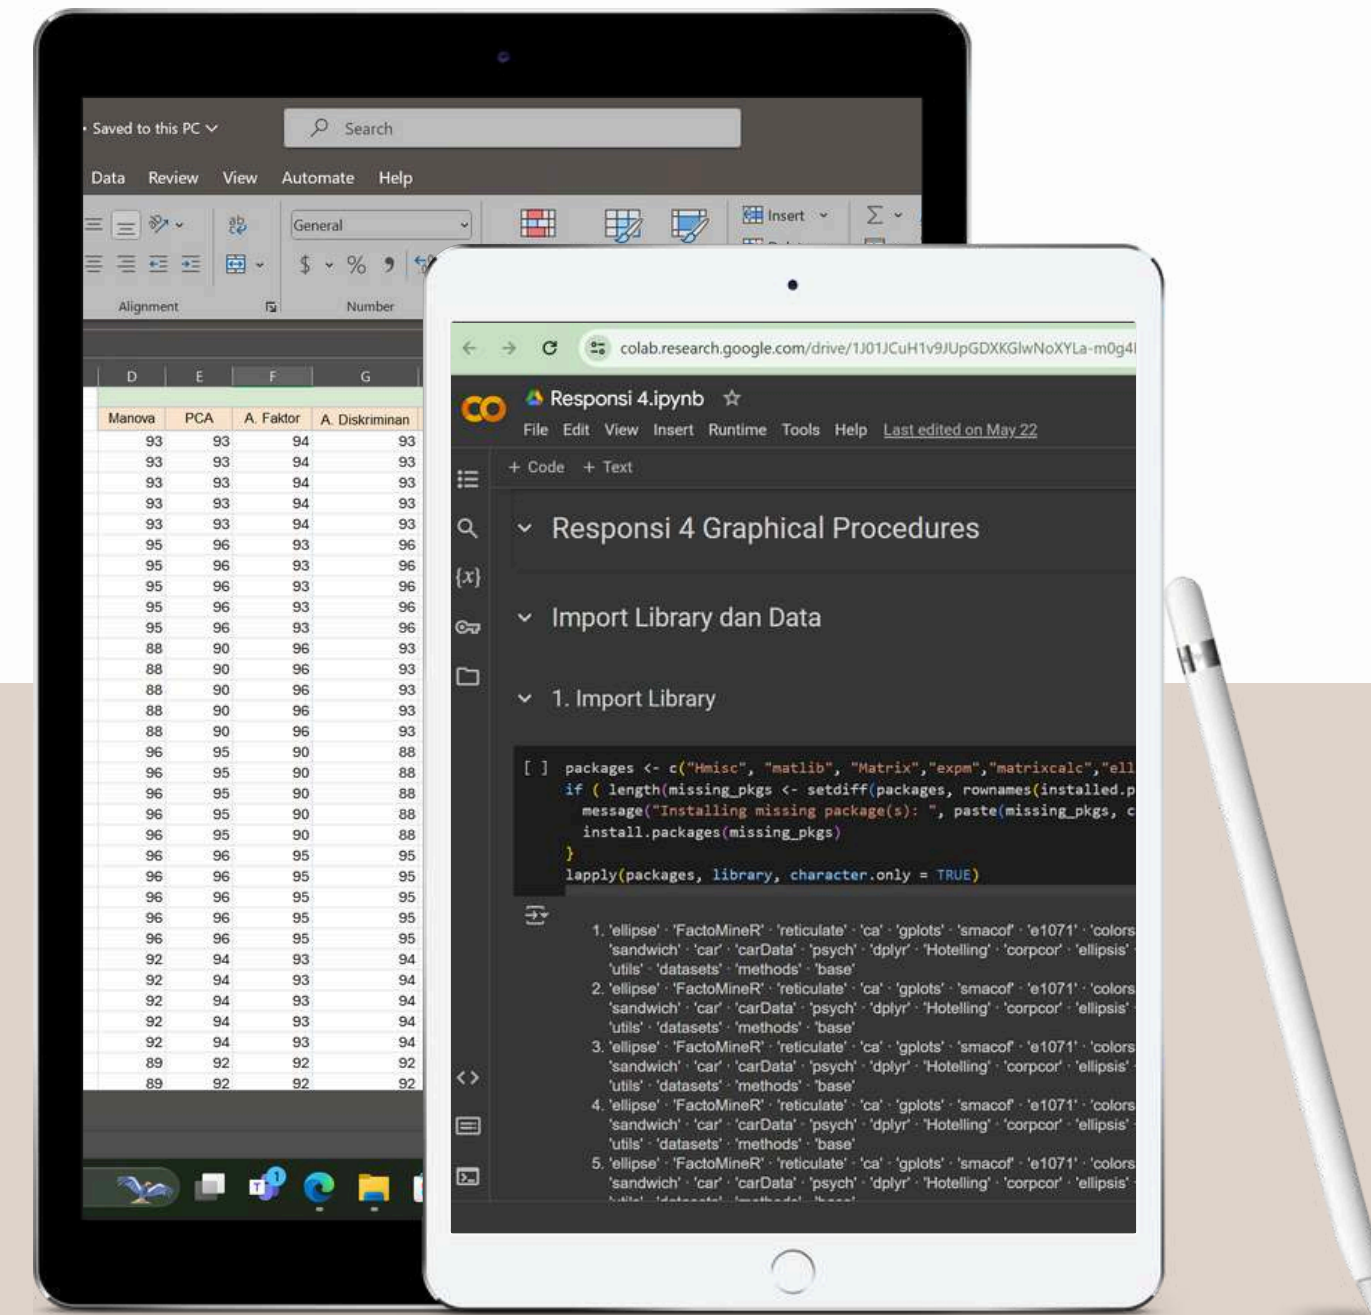 Saved to this PC
Search
Data Review View Automate Help
General
Insert
$ %
Alignment
Number
D E F G
Manova PCA A. Faktor A. Diskriminan
93 93 94 93
93 93 94 93
93 93 94 93
93 93 94 93
93 93 94 93
95 96 93 96
95 96 93 96
95 96 93 96
95 96 93 96
95 96 93 96
88 90 96 93
88 90 96 93
88 90 96 93
88 90 96 93
88 90 96 93
96 95 90 88
96 95 90 88
96 95 90 88
96 95 90 88
96 95 90 88
96 96 95 95
96 96 95 95
96 96 95 95
96 96 95 95
96 96 95 95
92 94 93 94
92 94 93 94
92 94 93 94
92 94 93 94
92 94 93 94
89 92 92 92
89 92 92 92
colab.research.google.com/drive/1J01JCuH1v9JUpGDXKGlwNoXYLa-m0g4
CO Responsi 4.ipynb
File Edit View Insert Runtime Tools Help Last edited on May 22
+ Code + Text
Responsi 4 Graphical Procedures
{x}
Import Library dan Data
1. Import Library
[ ] packages <- c("Hmisc", "matlib", "Matrix","expm","matrixcalc","ell
if ( length(missing_pkgs <- setdiff(packages, rownames(installed.p
message("Installing missing package(s): ", paste(missing_pkgs, c
install.packages(missing_pkgs)
}
lapply(packages, library, character.only = TRUE)
1. 'ellipse' · 'FactoMineR' · 'reticulate' · 'ca' · 'gplots' · 'smacof' · 'e1071' · 'colors
'sandwich' · 'car' · 'carData' · 'psych' · 'dplyr' · 'Hotelling' · 'corpcor' · 'ellipsis' ·
'utils' · 'datasets' · 'methods' · 'base'
2. 'ellipse' · 'FactoMineR' · 'reticulate' · 'ca' · 'gplots' · 'smacof' · 'e1071' · 'colors
'sandwich' · 'car' · 'carData' · 'psych' · 'dplyr' · 'Hotelling' · 'corpcor' · 'ellipsis' ·
'utils' · 'datasets' · 'methods' · 'base'
3. 'ellipse' · 'FactoMineR' · 'reticulate' · 'ca' · 'gplots' · 'smacof' · 'e1071' · 'colors
'sandwich' · 'car' · 'carData' · 'psych' · 'dplyr' · 'Hotelling' · 'corpcor' · 'ellipsis' ·
'utils' · 'datasets' · 'methods' · 'base'
4. 'ellipse' · 'FactoMineR' · 'reticulate' · 'ca' · 'gplots' · 'smacof' · 'e1071' · 'colors
'sandwich' · 'car' · 'carData' · 'psych' · 'dplyr' · 'Hotelling' · 'corpcor' · 'ellipsis' ·
'utils' · 'datasets' · 'methods' · 'base'
5. 'ellipse' · 'FactoMineR' · 'reticulate' · 'ca' · 'gplots' · 'smacof' · 'e1071' · 'colors
'sandwich' · 'car' · 'carData' · 'psych' · 'dplyr' · 'Hotelling' · 'corpcor' · 'ellipsis' ·